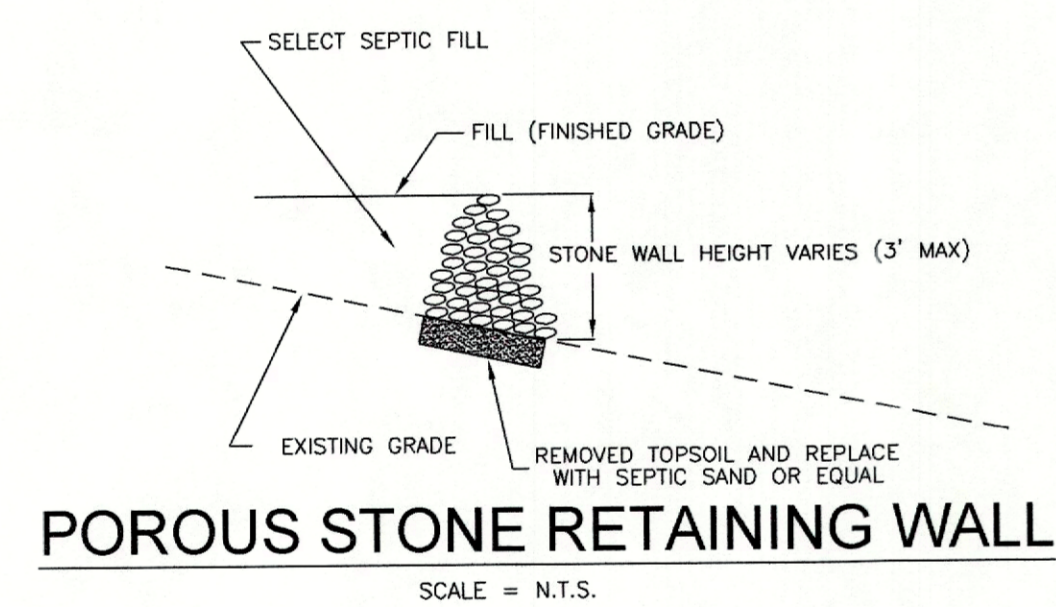 SELECT SEPTIC FILL
FILL (FINISHED GRADE)
STONE WALL HEIGHT VARIES (3' MAX)
EXISTING GRADE
REMOVED TOPSOIL AND REPLACE
WITH SEPTIC SAND OR EQUAL
POROUS STONE RETAINING WALL
SCALE = N.T.S.